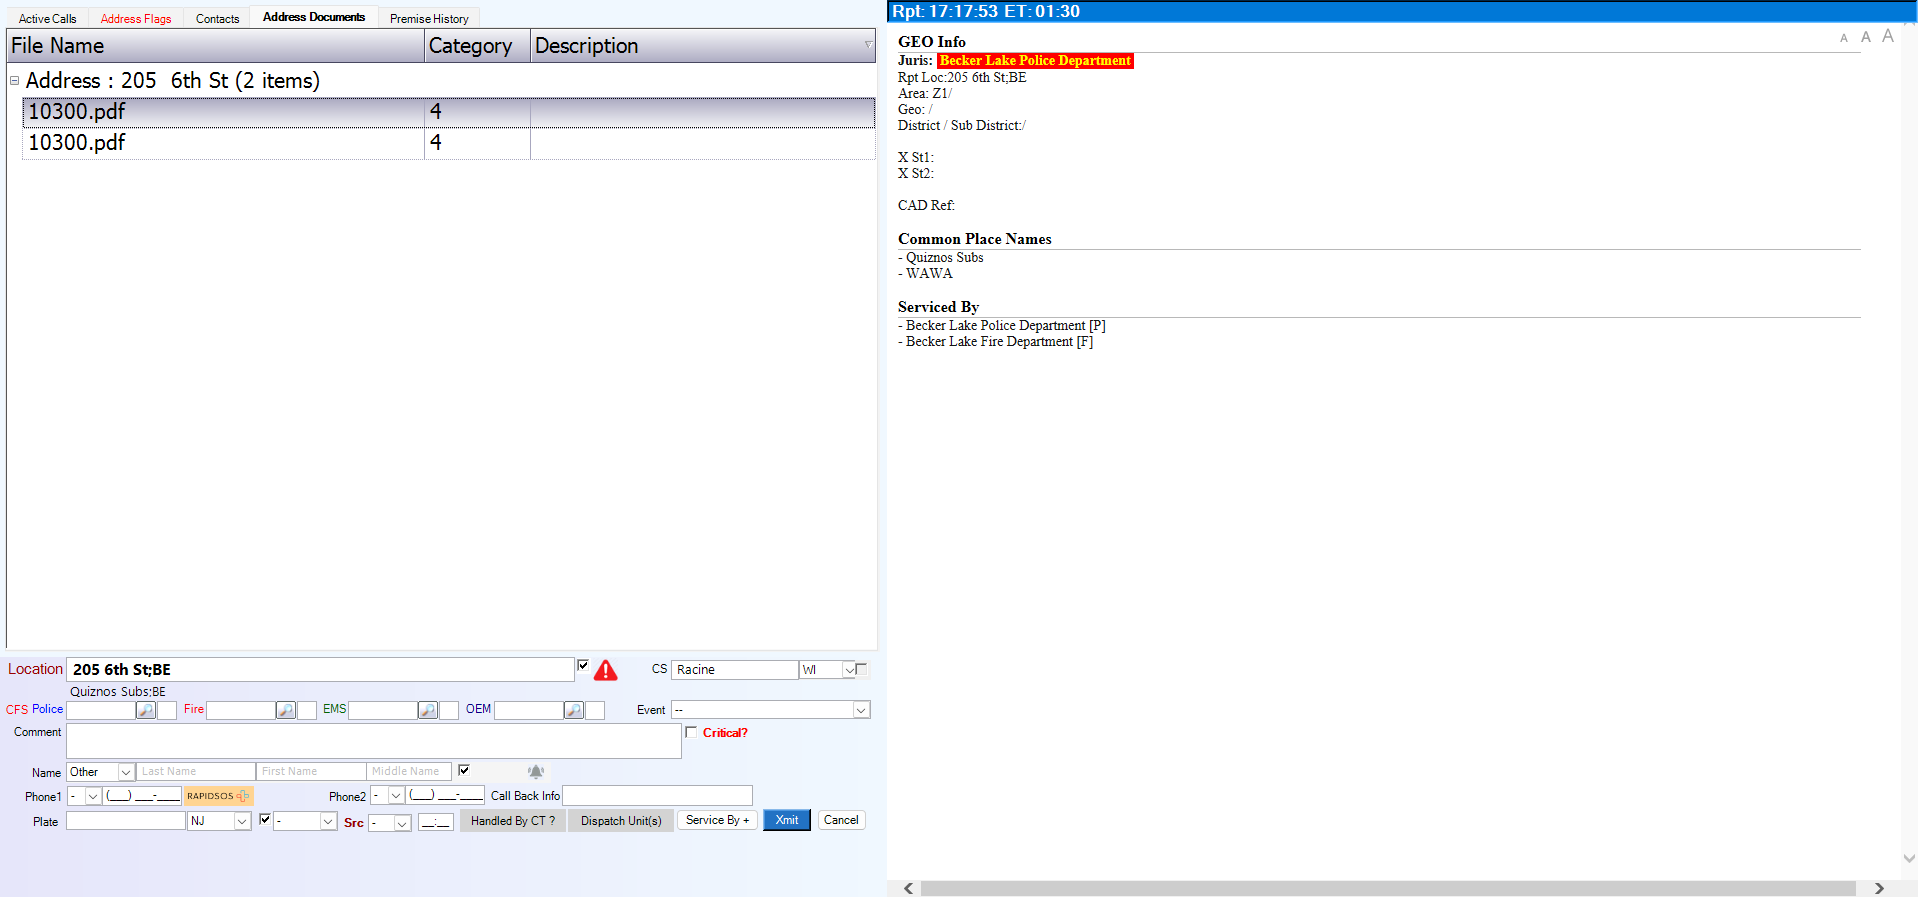 Active Calls Address Flags Contacts Address Documents Premise History
File Name Category Description
Address : 205 6th St (2 items)
10300.pdf 4
10300.pdf 4
Location 205 6th St;BE CS Racine WI
Quiznos Subs;BE
CFS Police Fire EMS OEM Event --
Comment Critical?
Name Other Last Name First Name Middle Name
Phone1 - (___) ___-____ RAPIDSOS Phone2 - (___) ___-____ Call Back Info
Plate NJ - Src - __:__ Handled By CT ? Dispatch Unit(s) Service By + Xmit Cancel
Rpt: 17:17:53 ET: 01:30
A A A
GEO Info
Juris: Becker Lake Police Department
Rpt Loc:205 6th St;BE
Area: Z1/
Geo: /
District / Sub District:/
X St1:
X St2:
CAD Ref:
Common Place Names
- Quiznos Subs
- WAWA
Serviced By
- Becker Lake Police Department [P]
- Becker Lake Fire Department [F]